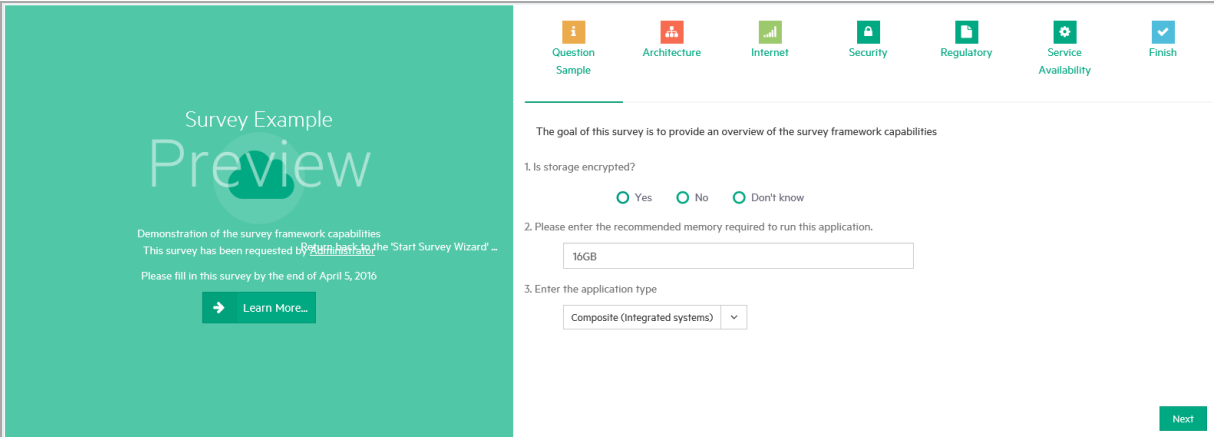 Survey Example
Preview
Demonstration of the survey framework capabilities
This survey has been requested by Administrator
Return back to the 'Start Survey Wizard' ...
Please fill in this survey by the end of April 5, 2016
Learn More...
Question
Sample
Architecture
Internet
Security
Regulatory
Service
Availability
Finish
The goal of this survey is to provide an overview of the survey framework capabilities
1. Is storage encrypted?
Yes No Don't know
2. Please enter the recommended memory required to run this application.
16GB
3. Enter the application type
Composite (Integrated systems)
Next